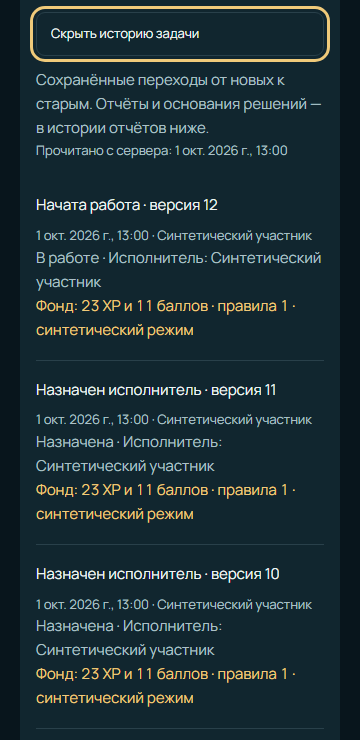 Скрыть историю задачи
Сохранённые переходы от новых к
старым. Отчёты и основания решений —
в истории отчётов ниже.
Прочитано с сервера: 1 окт. 2026 г., 13:00
Начата работа · версия 12
1 окт. 2026 г., 13:00 · Синтетический участник
В работе · Исполнитель: Синтетический
участник
Фонд: 23 XP и 11 баллов · правила 1 ·
синтетический режим
Назначен исполнитель · версия 11
1 окт. 2026 г., 13:00 · Синтетический участник
Назначена · Исполнитель:
Синтетический участник
Фонд: 23 XP и 11 баллов · правила 1 ·
синтетический режим
Назначен исполнитель · версия 10
1 окт. 2026 г., 13:00 · Синтетический участник
Назначена · Исполнитель:
Синтетический участник
Фонд: 23 XP и 11 баллов · правила 1 ·
синтетический режим